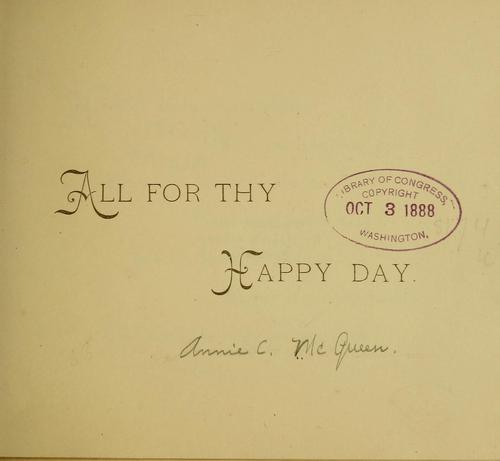 All for thy
LIBRARY OF CONGRESS,
COPYRIGHT
OCT 3 1888
WASHINGTON.
Happy Day.
Annie C. McQueen.